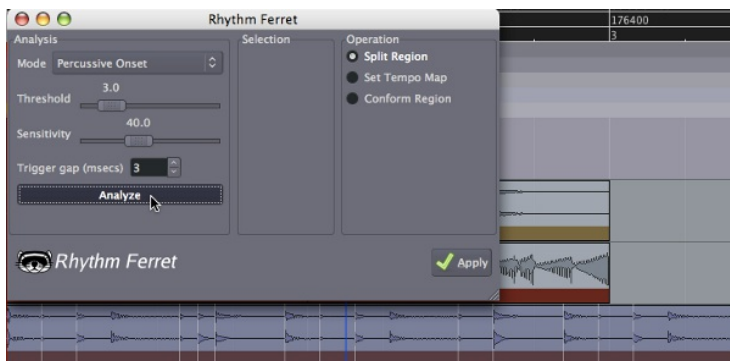 Rhythm Ferret
176400
3
Analysis
Selection
Operation
Mode Percussive Onset
Split Region
3.0
Set Tempo Map
Threshold
Conform Region
40.0
Sensitivity
Trigger gap (msecs) 3
Analyze
Rhythm Ferret
Apply